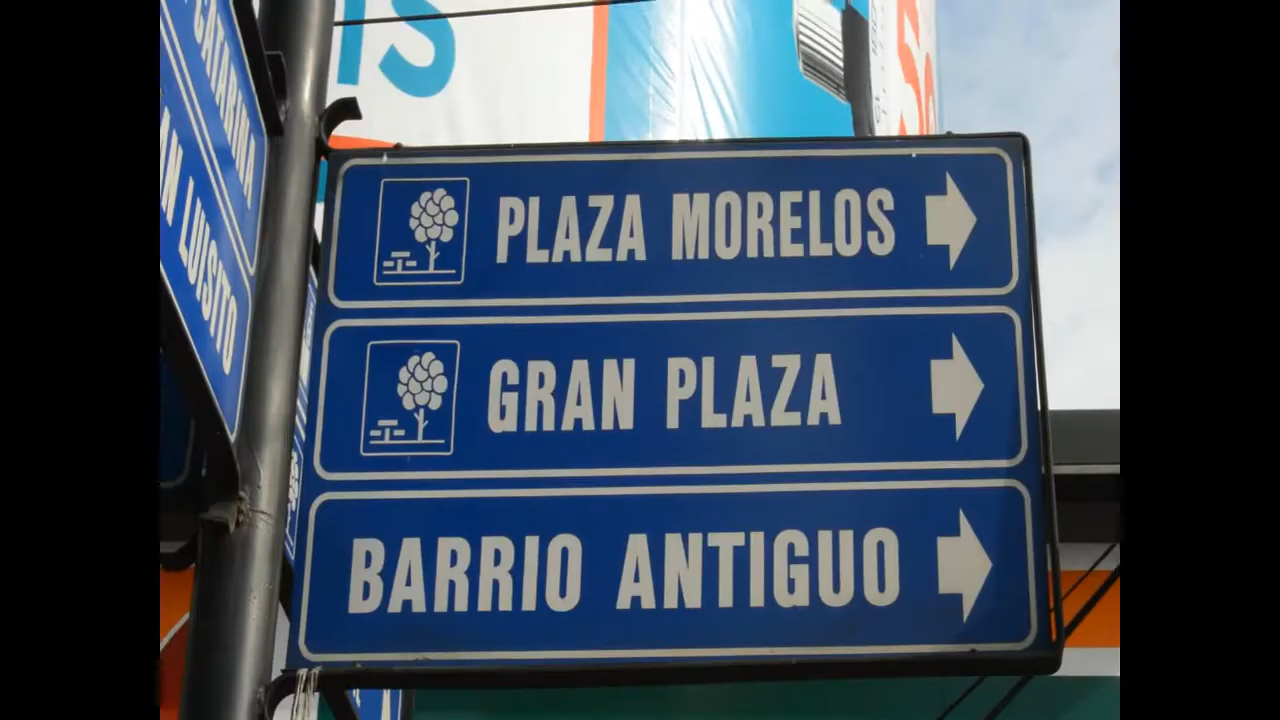 CATARINA
LUISITO
PLAZA MORELOS
GRAN PLAZA
BARRIO ANTIGUO